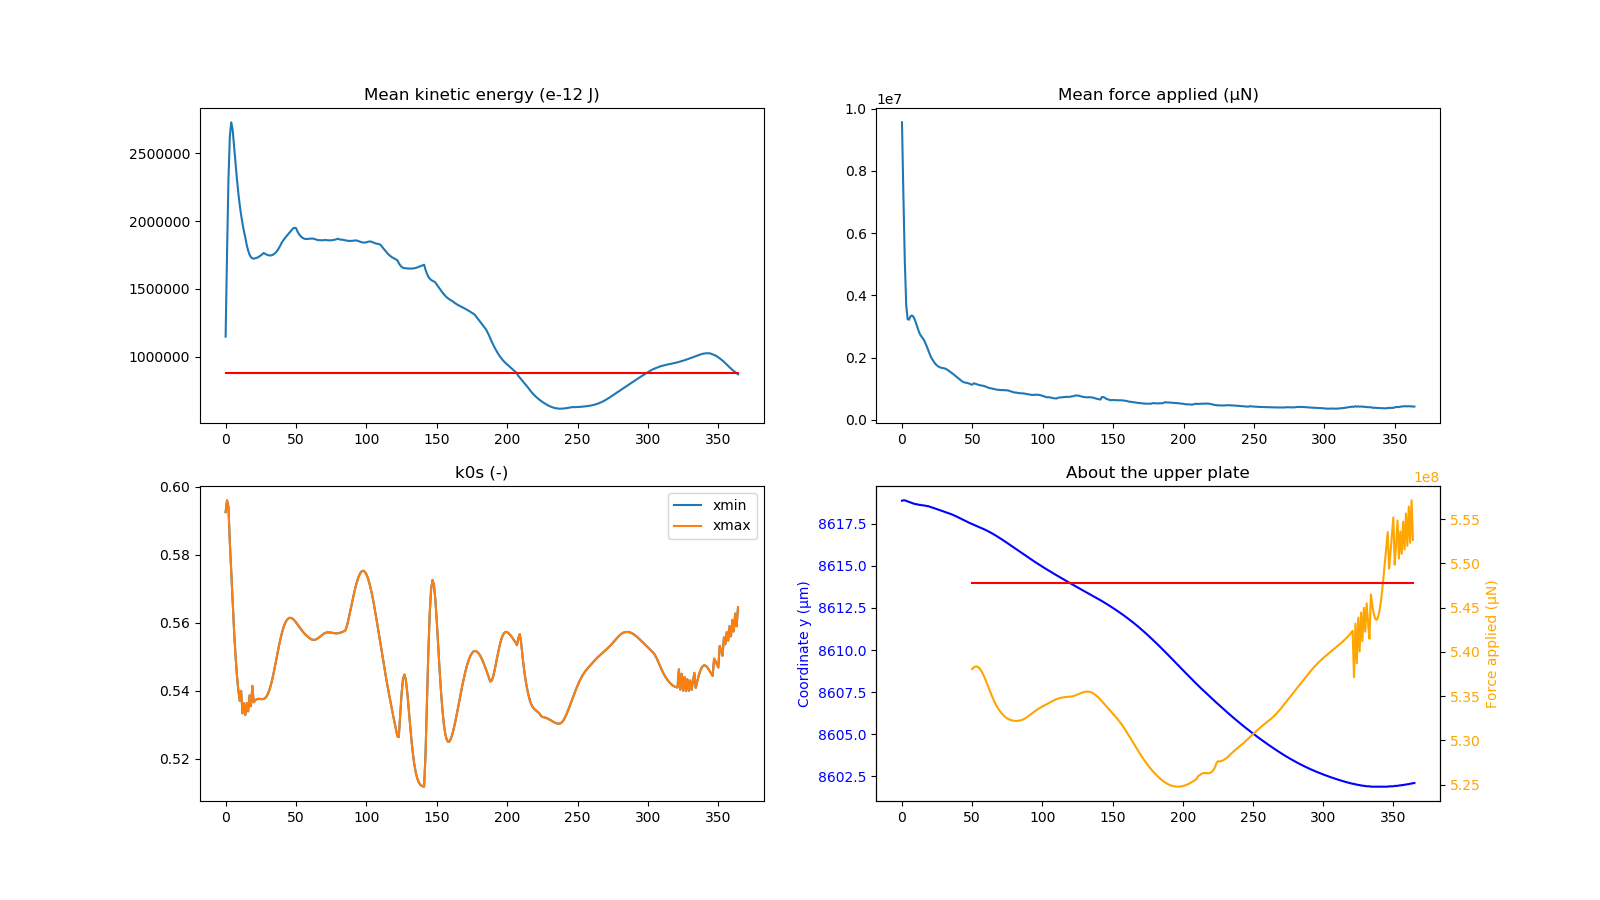 Mean kinetic energy (e-12 J)
2500000
2000000
1500000
1000000
0 50 100 150 200 250 300 350
Mean force applied (µN)
1e7
1.0
0.8
0.6
0.4
0.2
0.0
0 50 100 150 200 250 300 350
k0s (-)
0.60
0.58
0.56
0.54
0.52
xmin
xmax
0 50 100 150 200 250 300 350
About the upper plate
1e8
Coordinate y (µm)
8617.5
8615.0
8612.5
8610.0
8607.5
8605.0
8602.5
5.55
5.50
5.45
5.40
5.35
5.30
5.25
Force applied (µN)
0 50 100 150 200 250 300 350